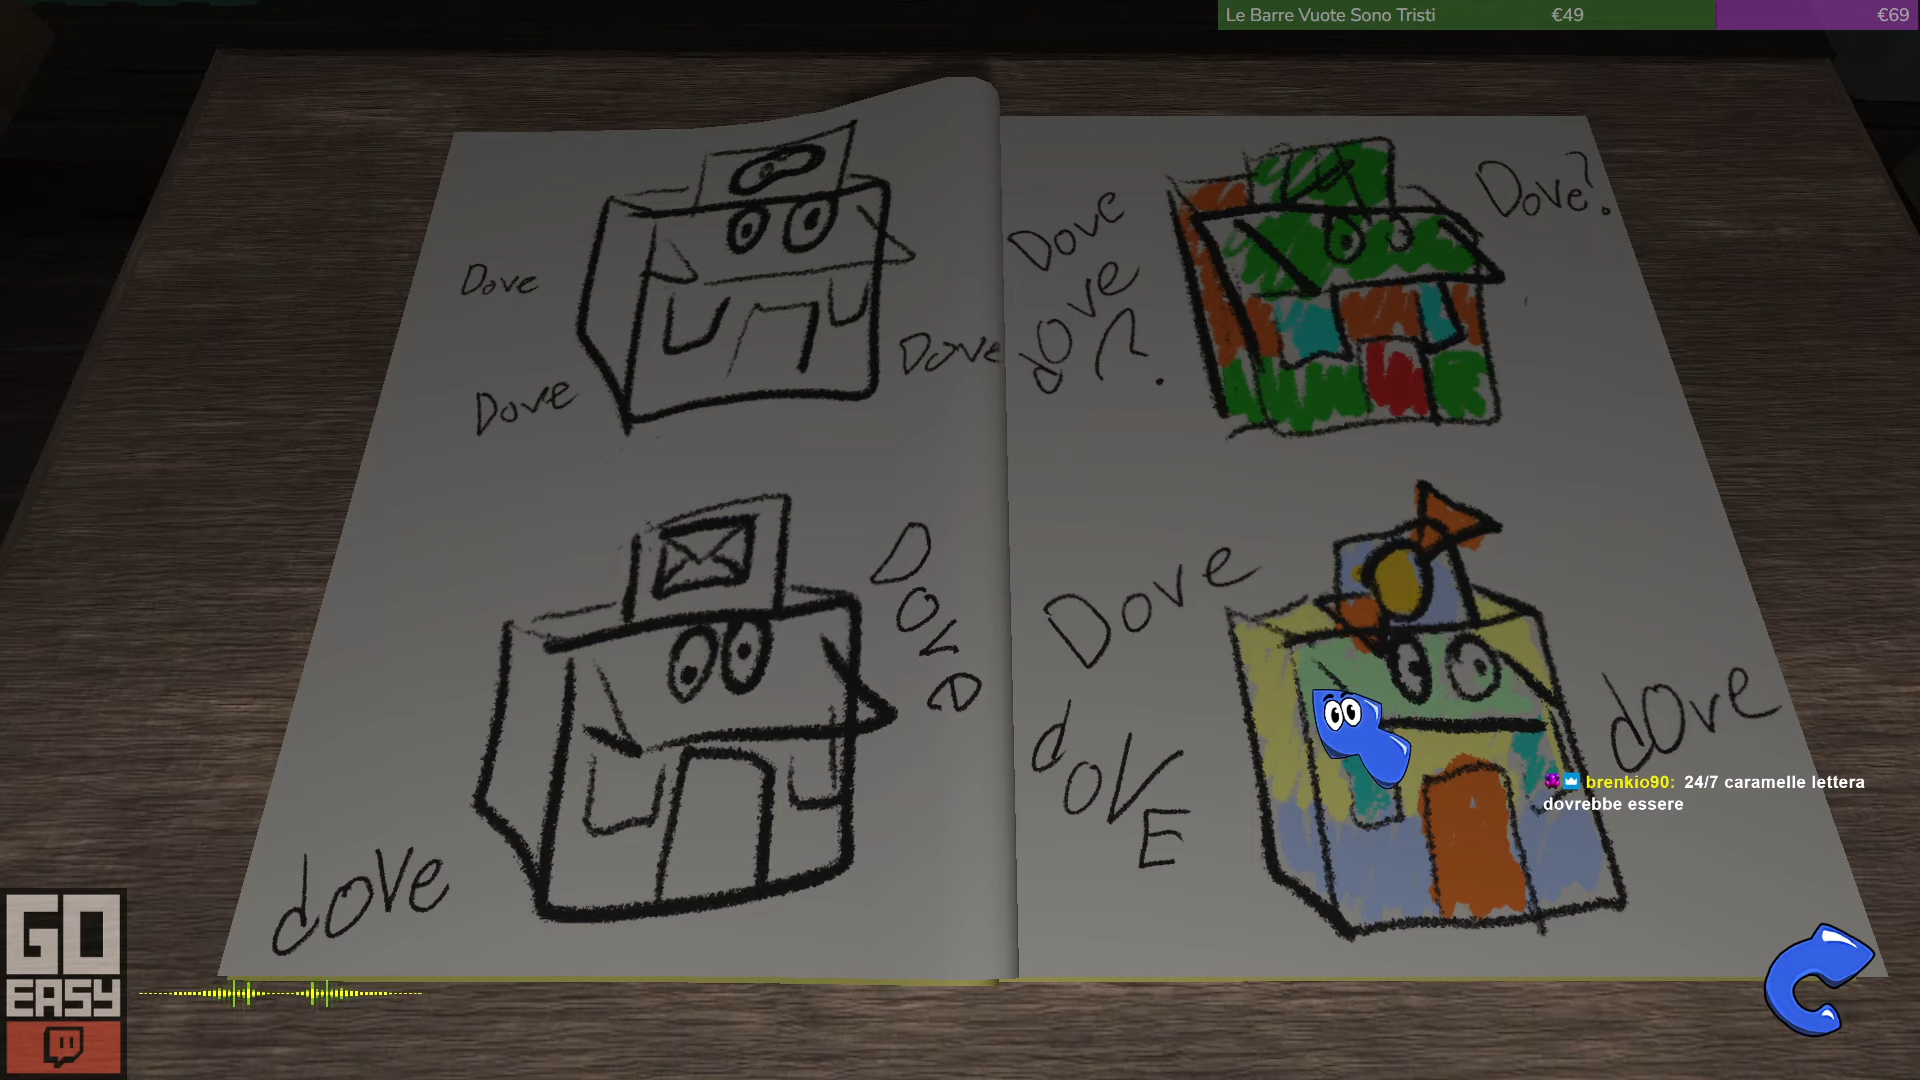 Le Barre Vuote Sono Tristi €49 €69
Dove
Dove
Dove
Dove
dove?
Dove?
Dove
dove
Dove
dOVE
dove
brenkio90: 24/7 caramelle lettera
dovrebbe essere
GO
EASY